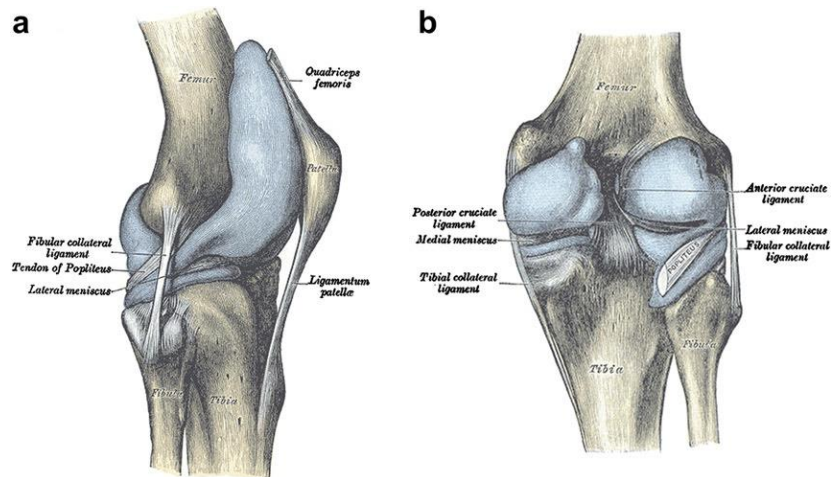 a
Femur
Quadriceps
femoris
Patella
Fibular collateral
ligament
Tendon of Popliteus
Lateral meniscus
Ligamentum
patellæ
Fibula
Tibia
b
Femur
Anterior cruciate
ligament
Posterior cruciate
ligament
Medial meniscus
Lateral meniscus
Fibular collateral
ligament
POPLITEUS
Tibial collateral
ligament
Tibia
Fibula